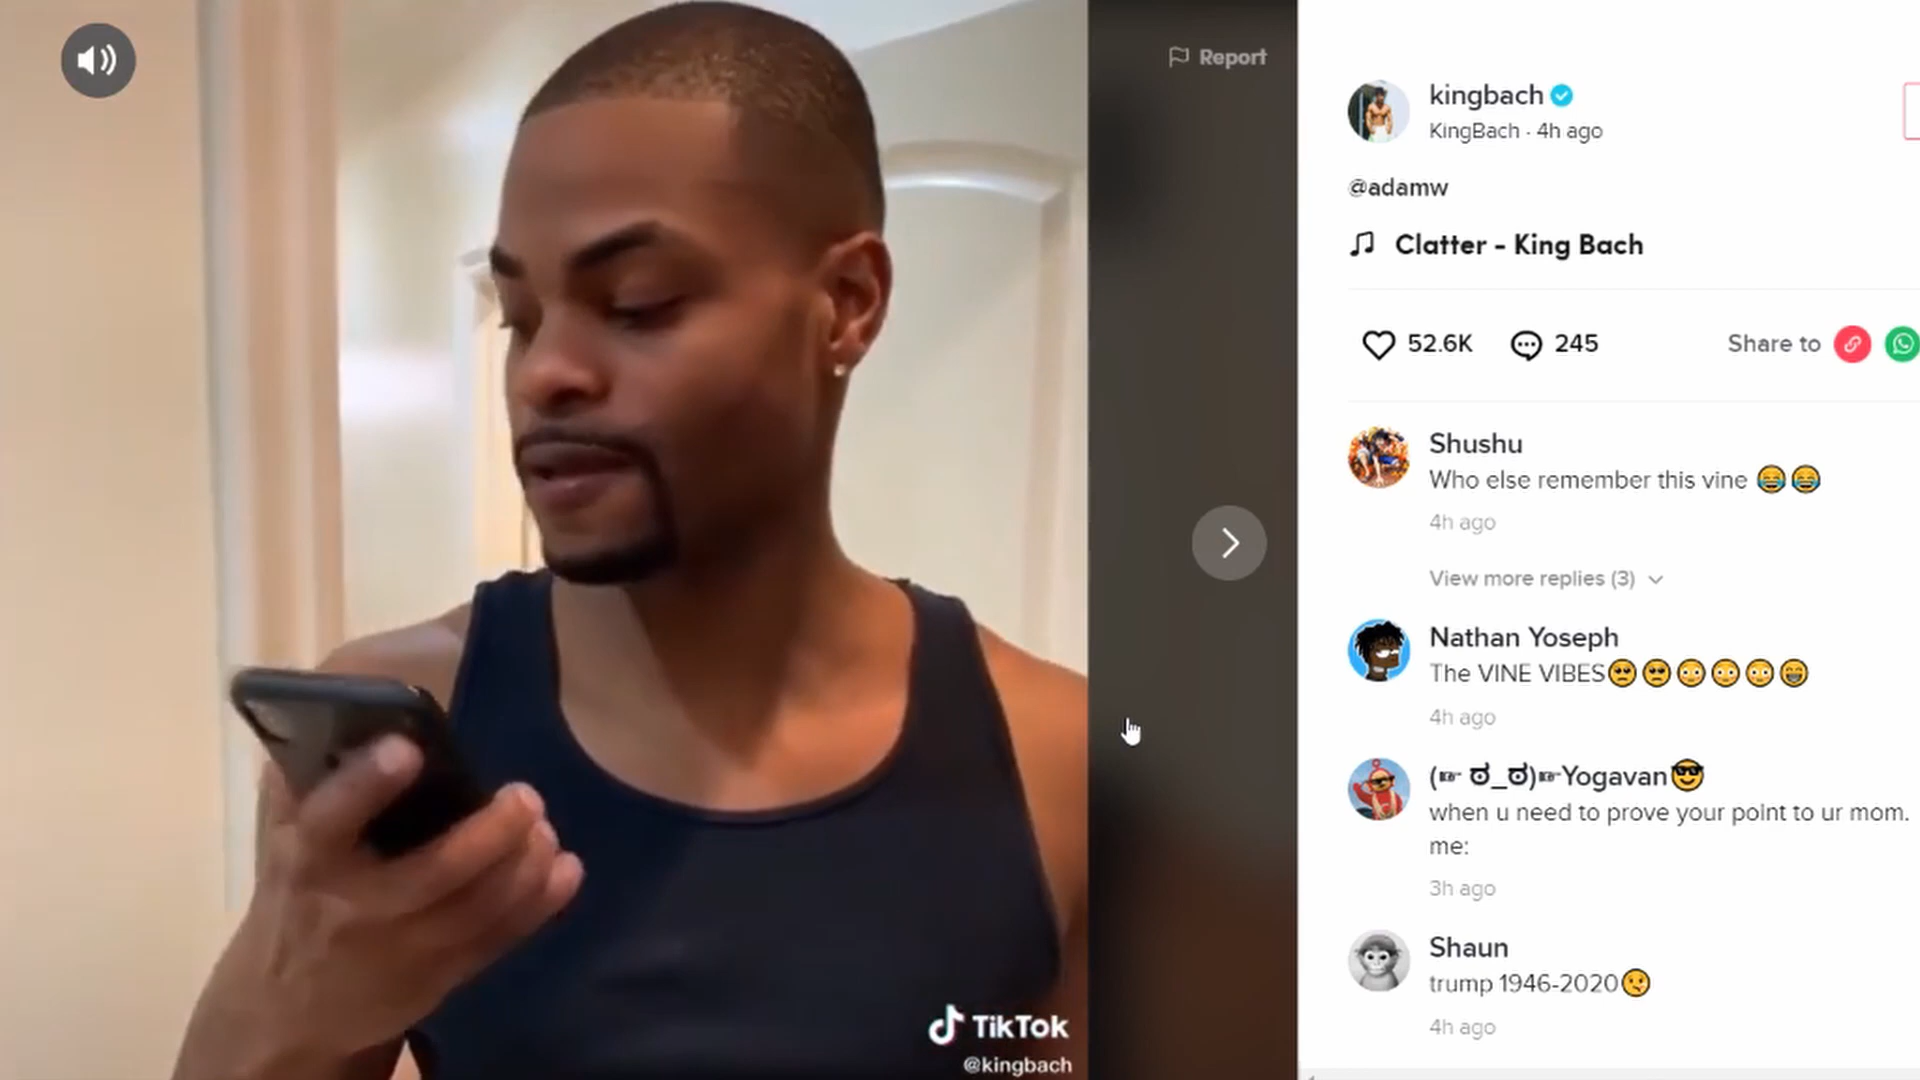 Report
kingbach
KingBach · 4h ago
@adamw
Clatter - King Bach
52.6K
245
Share to
Shushu
Who else remember this vine 😂😂
4h ago
View more replies (3)
Nathan Yoseph
The VINE VIBES🥺🥺😳😳😳😁
4h ago
(☞ ಠ_ಠ)☞Yogavan😎
when u need to prove your poInt to ur mom.
me:
3h ago
Shaun
trump 1946-2020🤨
4h ago
TikTok
@kingbach